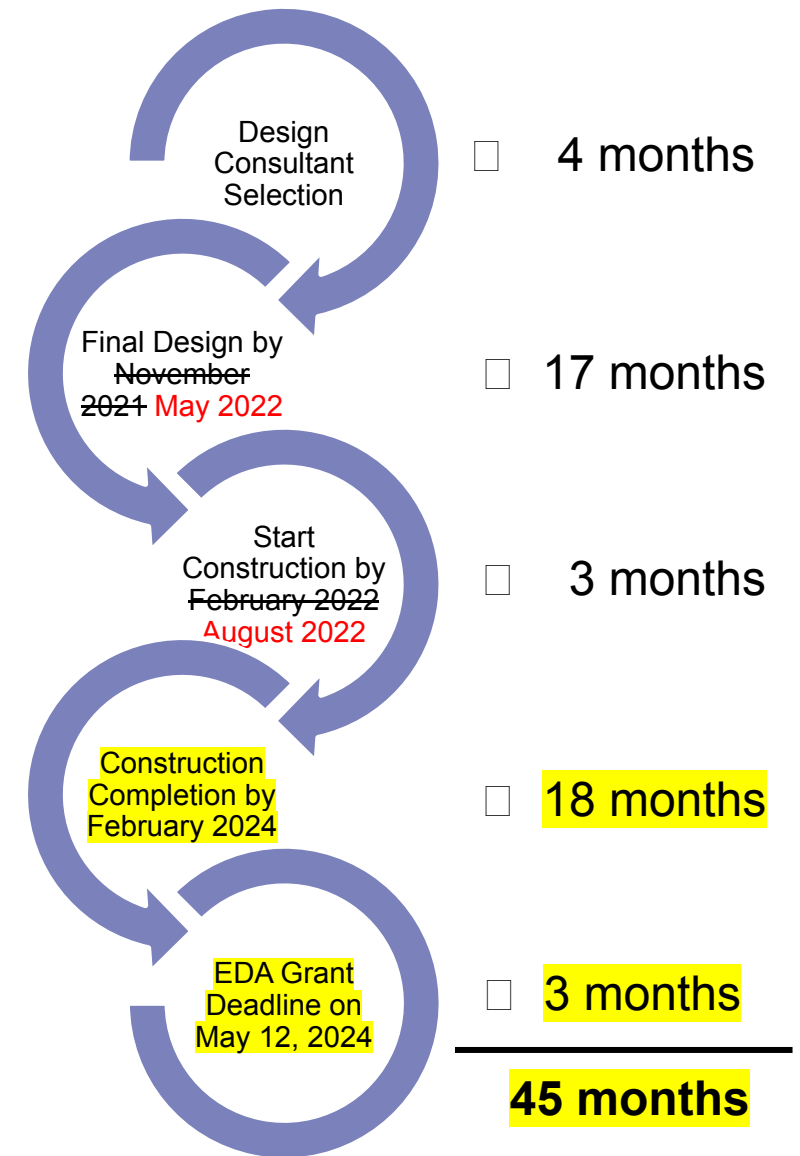 Design
Consultant
Selection
□ 4 months
Final Design by
November
2021 May 2022
□ 17 months
Start
Construction by
February 2022
August 2022
□ 3 months
Construction
Completion by
February 2024
□ 18 months
EDA Grant
Deadline on
May 12, 2024
□ 3 months
45 months